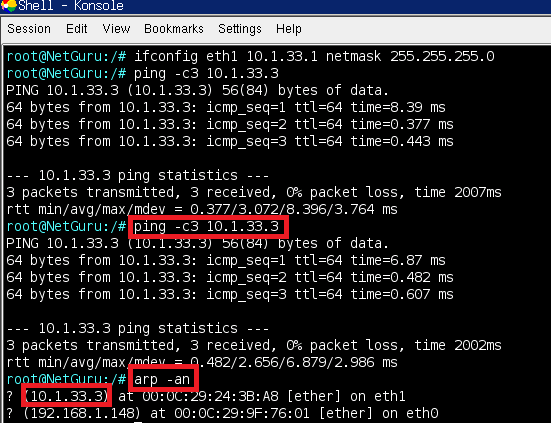 Shell - Konsole
Session Edit View Bookmarks Settings Help
root@NetGuru:/# ifconfig eth1 10.1.33.1 netmask 255.255.255.0
root@NetGuru:/# ping -c3 10.1.33.3
PING 10.1.33.3 (10.1.33.3) 56(84) bytes of data.
64 bytes from 10.1.33.3: icmp_seq=1 ttl=64 time=8.39 ms
64 bytes from 10.1.33.3: icmp_seq=2 ttl=64 time=0.377 ms
64 bytes from 10.1.33.3: icmp_seq=3 ttl=64 time=0.443 ms
--- 10.1.33.3 ping statistics ---
3 packets transmitted, 3 received, 0% packet loss, time 2007ms
rtt min/avg/max/mdev = 0.377/3.072/8.396/3.764 ms
root@NetGuru:/# ping -c3 10.1.33.3
PING 10.1.33.3 (10.1.33.3) 56(84) bytes of data.
64 bytes from 10.1.33.3: icmp_seq=1 ttl=64 time=6.87 ms
64 bytes from 10.1.33.3: icmp_seq=2 ttl=64 time=0.482 ms
64 bytes from 10.1.33.3: icmp_seq=3 ttl=64 time=0.607 ms
--- 10.1.33.3 ping statistics ---
3 packets transmitted, 3 received, 0% packet loss, time 2002ms
rtt min/avg/max/mdev = 0.482/2.656/6.879/2.986 ms
root@NetGuru:/# arp -an
? (10.1.33.3) at 00:0C:29:24:3B:A8 [ether] on eth1
? (192.168.1.148) at 00:0C:29:9F:76:01 [ether] on eth0